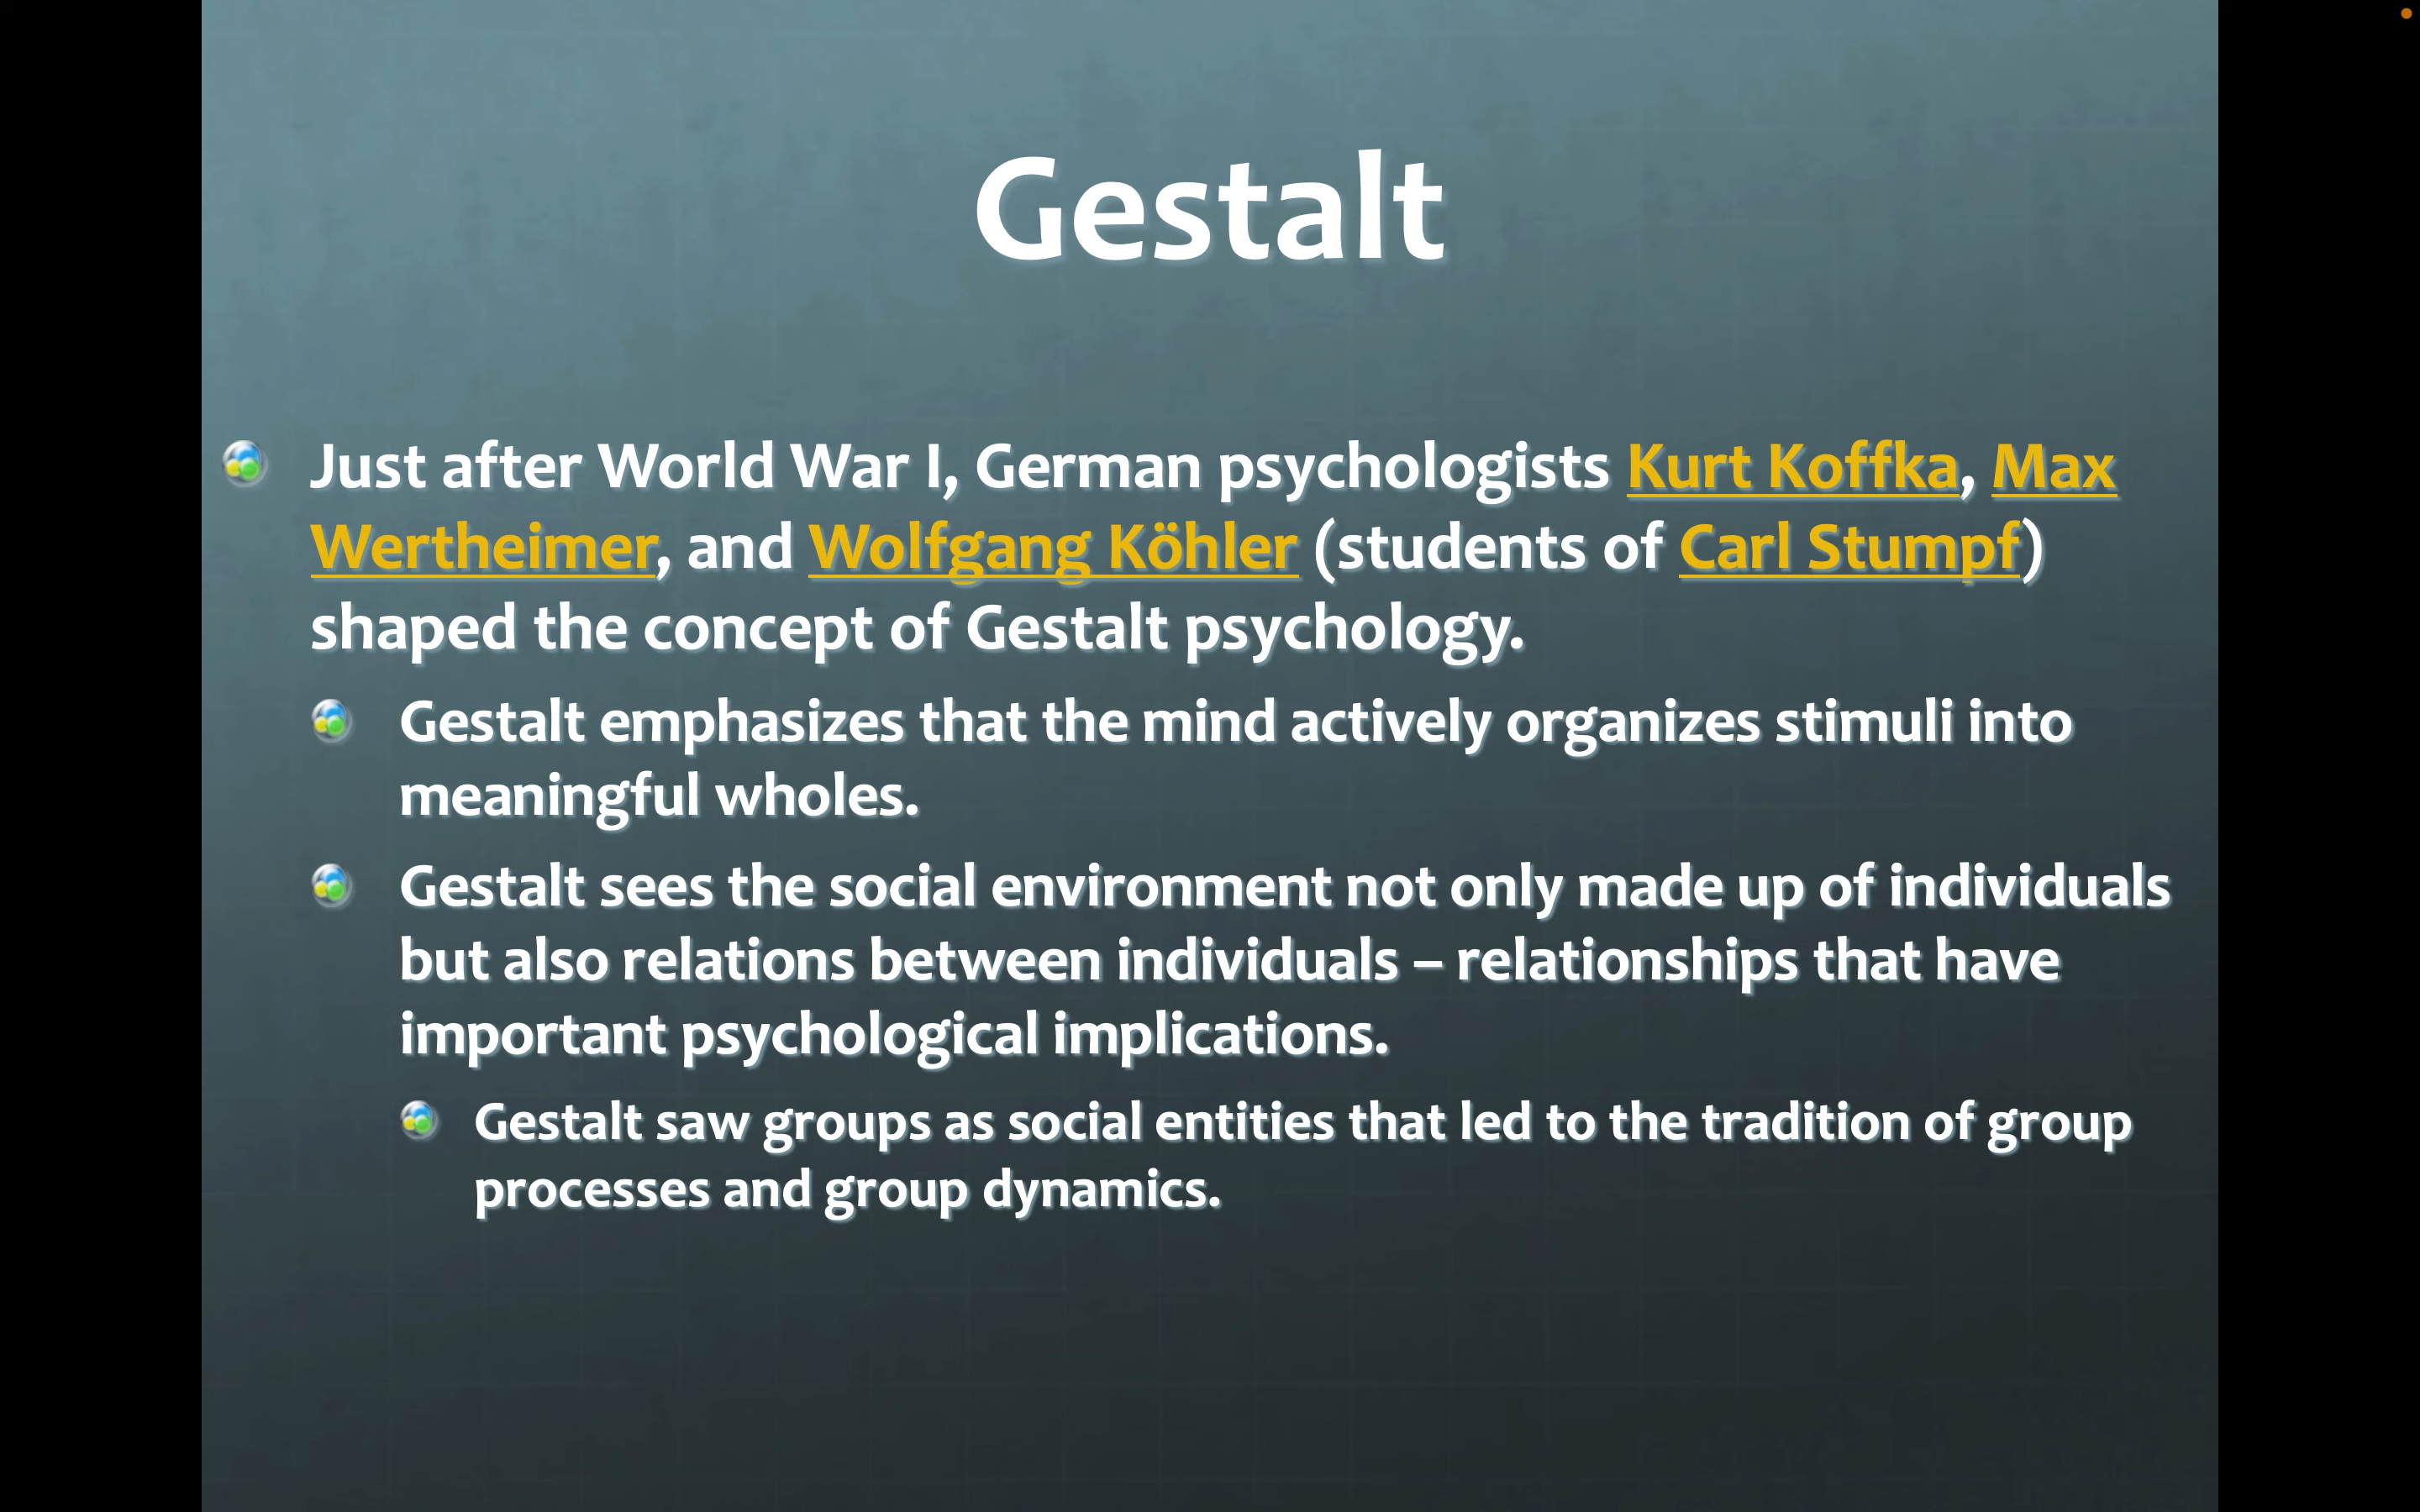 Gestalt
Just after World War I, German psychologists Kurt Koffka, Max
Wertheimer, and Wolfgang Köhler (students of Carl Stumpf)
shaped the concept of Gestalt psychology.
Gestalt emphasizes that the mind actively organizes stimuli into
meaningful wholes.
Gestalt sees the social environment not only made up of individuals
but also relations between individuals – relationships that have
important psychological implications.
Gestalt saw groups as social entities that led to the tradition of group
processes and group dynamics.